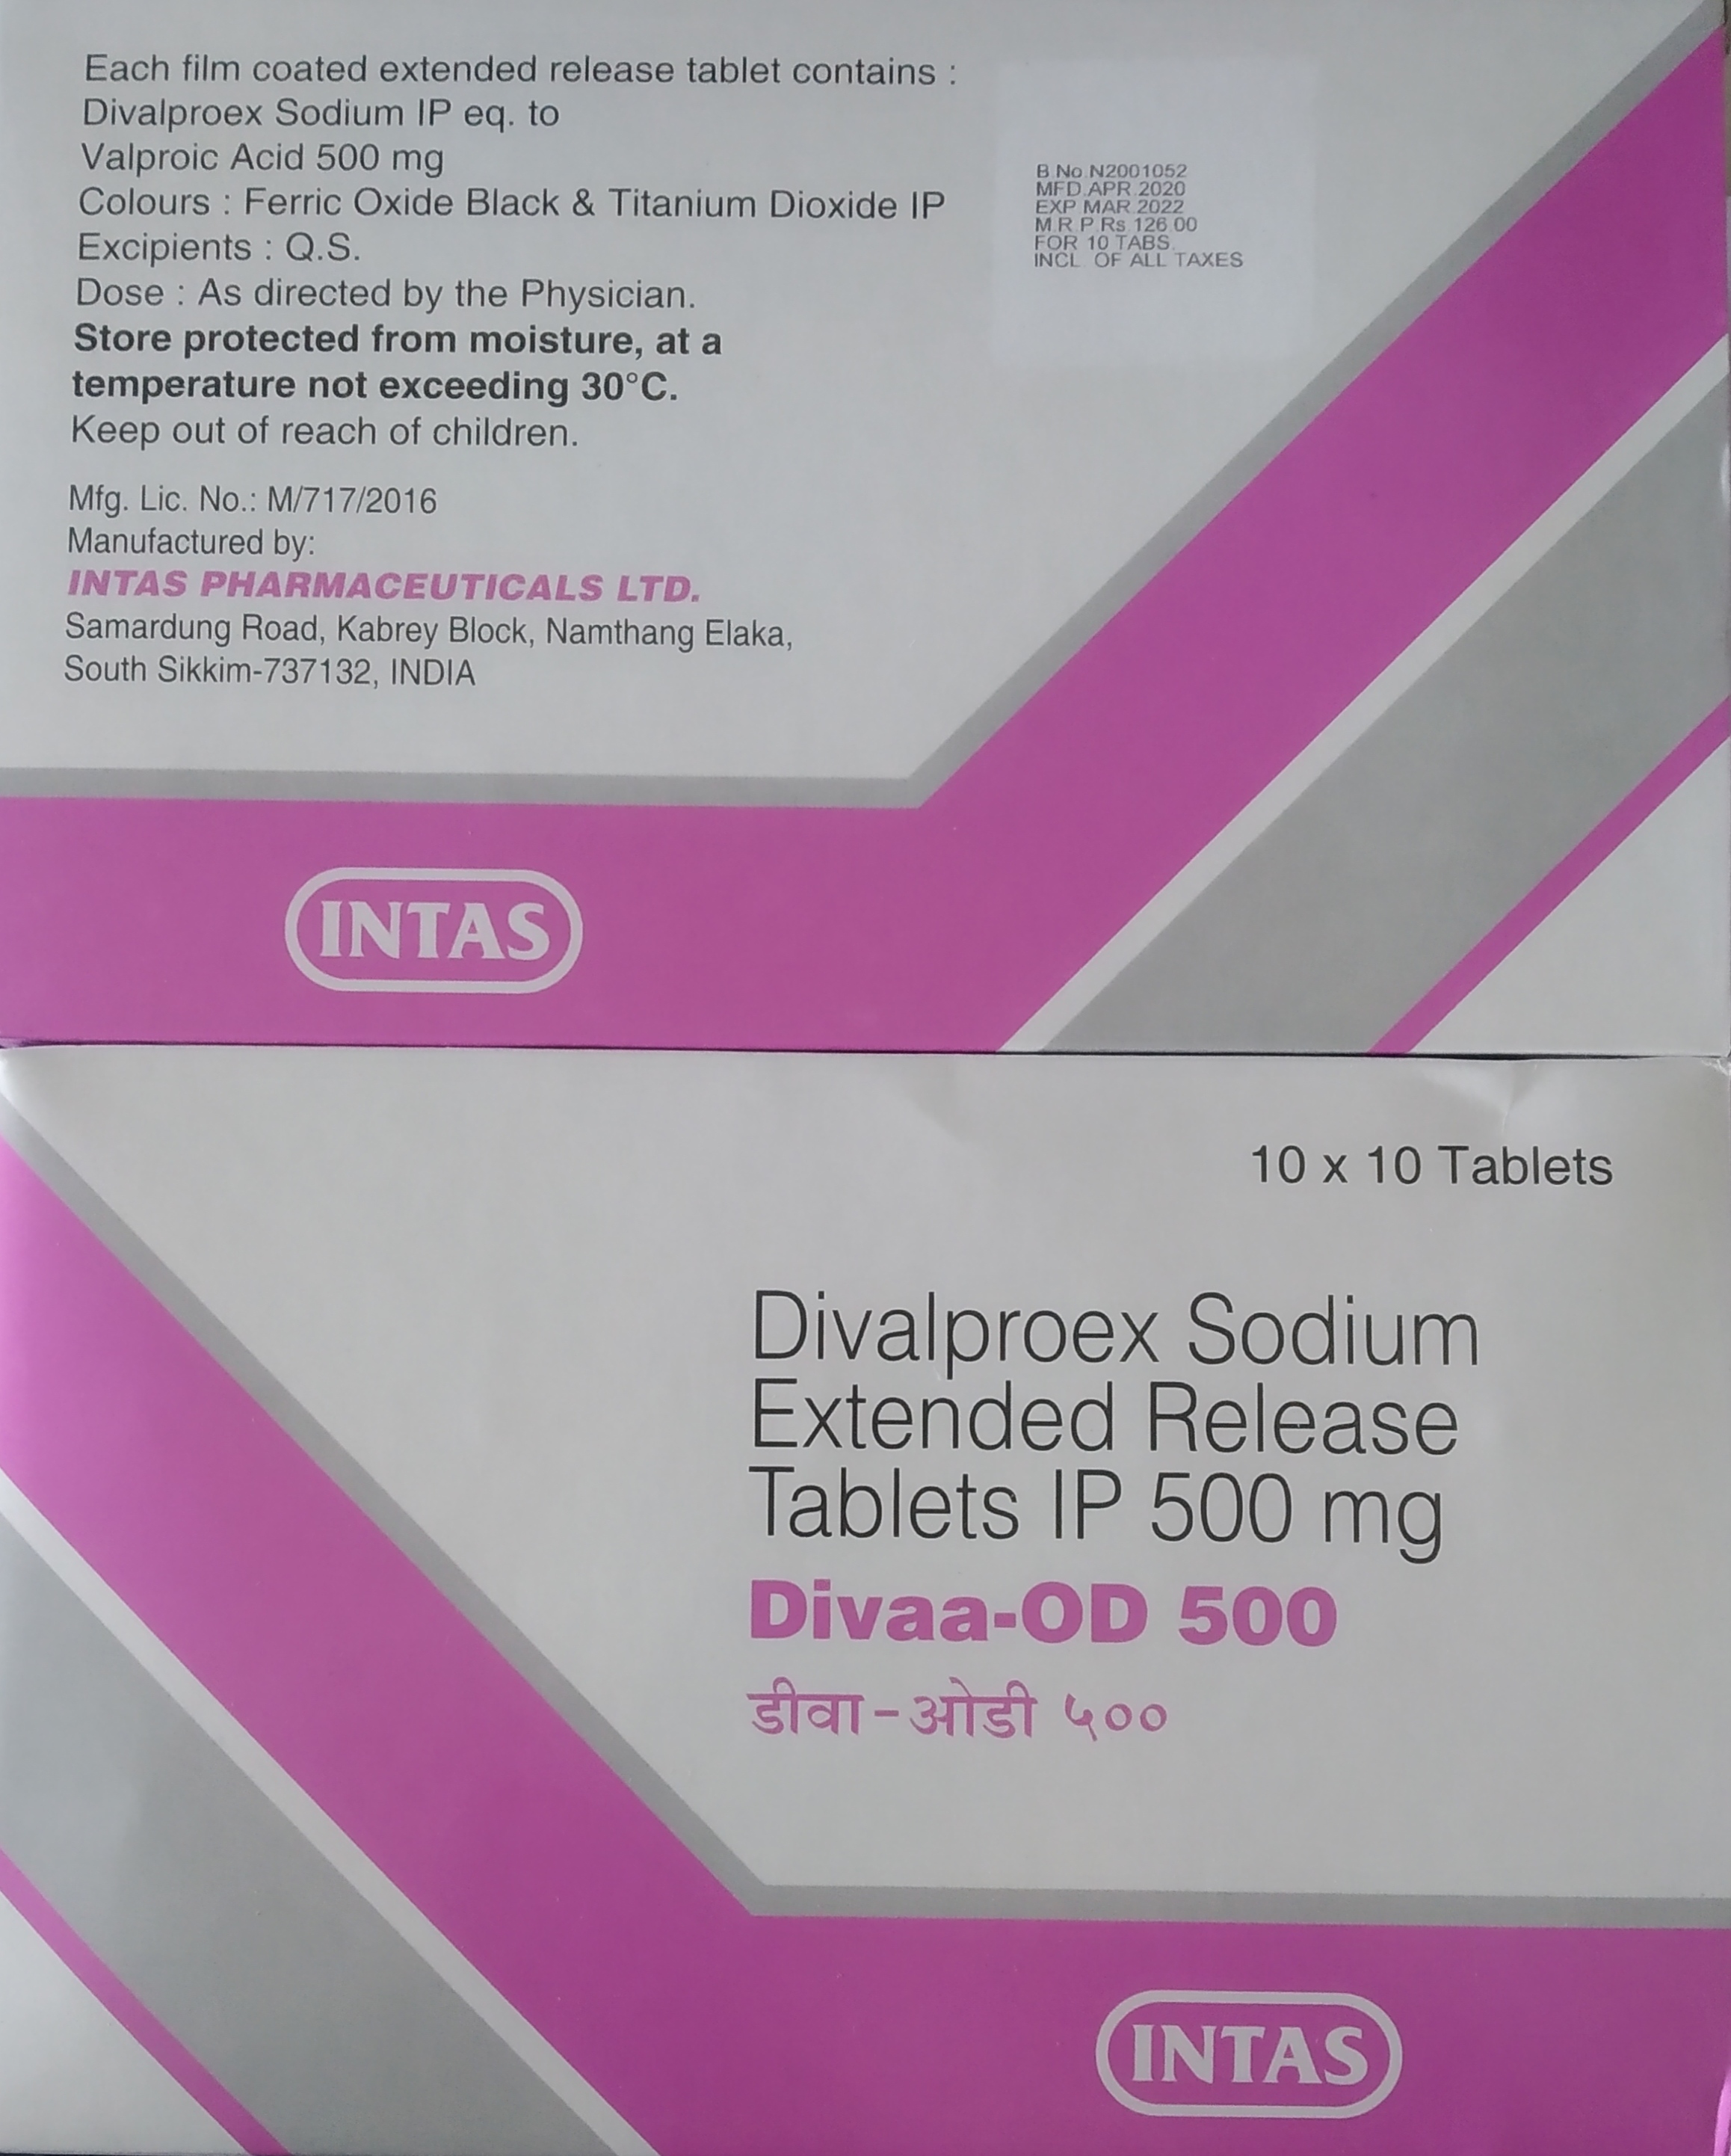 Each film coated extended release tablet contains :
Divalproex Sodium IP eq. to
Valproic Acid 500 mg
Colours : Ferric Oxide Black & Titanium Dioxide IP
Excipients : Q.S.
Dose : As directed by the Physician.
Store protected from moisture, at a
temperature not exceeding 30°C.
Keep out of reach of children.
Mfg. Lic. No.: M/717/2016
Manufactured by:
INTAS PHARMACEUTICALS LTD.
Samardung Road, Kabrey Block, Namthang Elaka,
South Sikkim-737132, INDIA
B.No.N2001052
MFD.APR.2020
EXP MAR.2022
M.R.P.Rs.126.00
FOR 10 TABS.
INCL. OF ALL TAXES
INTAS
10 x 10 Tablets
Divalproex Sodium
Extended Release
Tablets IP 500 mg
Divaa-OD 500
डीवा-ओडी ५००
INTAS